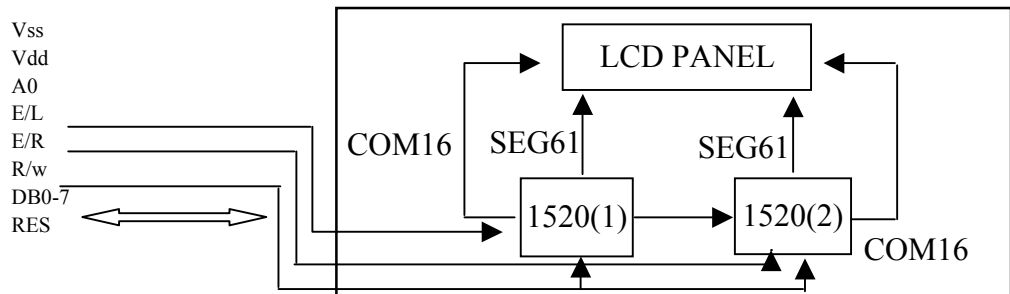 Vss
Vdd
A0
E/L
E/R
R/w
DB0-7
RES
LCD PANEL
COM16
SEG61
SEG61
1520(1)
1520(2)
COM16